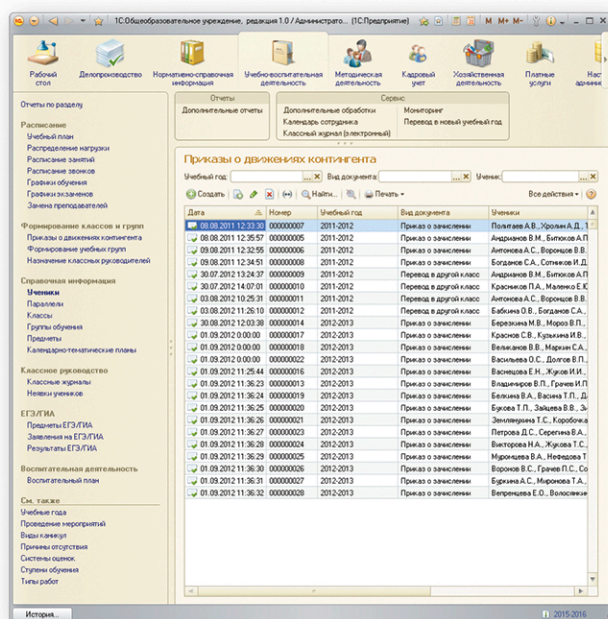 1С:Общеобразовательное учреждение, редакция 1.0 / Администрато... (1С:Предприятие)
M M+ M-
Рабочий стол
Делопроизводство
Нормативно-справочная информация
Учебно-воспитательная деятельность
Методическая деятельность
Кадровый учет
Хозяйственная деятельность
Платные услуги
Наст
админи
Отчеты по разделу
Расписание
Учебный план
Распределение нагрузки
Расписание занятий
Расписание звонков
Графики обучения
Графики экзаменов
Замена преподавателей
Формирование классов и групп
Приказы о движениях контингента
Формирование учебных групп
Назначение классных руководителей
Справочная информация
Ученики
Параллели
Классы
Группы обучения
Предметы
Календарно-тематические планы
Классное руководство
Классные журналы
Неявки учеников
ЕГЭ/ГИА
Предметы ЕГЭ/ГИА
Заявления на ЕГЭ/ГИА
Результаты ЕГЭ/ГИА
Воспитательная деятельность
Воспитательный план
См. также
Учебные года
Проведение мероприятий
Виды каникул
Причины отсутствия
Системы оценок
Ступени обучения
Типы работ
Отчеты
Дополнительные отчеты
Сервис
Дополнительные обработки
Мониторинг
Календарь сотрудника
Перевод в новый учебный год
Классный журнал (электронный)
Приказы о движениях контингента
Учебный год: ... X Вид документа: ... X Ученик: ... X
Создать Найти... Печать Все действия
Дата Номер Учебный год Вид документа Ученики
08.08.2011 12:33:30 000000007 2011-2012 Приказ о зачислении Политаев А.В., Хролин А.Д., Т
08.08.2011 12:35:57 000000005 2011-2012 Приказ о зачислении Андрианов В.М., Битюков А.П
09.08.2011 12:32:55 000000006 2011-2012 Приказ о зачислении Антонова А.С., Воронцов В.В.
09.08.2011 12:34:51 000000008 2011-2012 Приказ о зачислении Богданов С.А., Сотников И.Д.
30.07.2012 13:24:37 000000009 2011-2012 Перевод в другой класс Андрианов В.М., Битюков А.П
30.07.2012 14:07:01 000000010 2011-2012 Перевод в другой класс Красников П.А., Маленко Е.Ю
03.08.2012 10:25:31 000000011 2011-2012 Перевод в другой класс Антонова А.С., Воронцов В.В.
03.08.2012 11:26:10 000000012 2011-2012 Перевод в другой класс Бабкина О.В., Богданов С.А.,
30.08.2012 12:03:38 000000014 2012-2013 Приказ о зачислении Березкина М.В., Мороз В.П.,
01.09.2012 0:00:00 000000017 2012-2013 Приказ о зачислении Краснов С.В., Кузькина И.В.,
01.09.2012 0:00:00 000000018 2012-2013 Приказ о зачислении Великанов В.В., Маркин С.А.,
01.09.2012 0:00:00 000000022 2012-2013 Приказ о зачислении Васильева О.С., Долгов В.П.,
01.09.2012 11:25:44 000000016 2012-2013 Приказ о зачислении Васнецова Е.Н., Жуков И.И.,
01.09.2012 11:36:23 000000013 2012-2013 Приказ о зачислении Владимиров В.П., Грачев И.П
01.09.2012 11:36:24 000000019 2012-2013 Приказ о зачислении Белкина В.А., Васина Т.П., Д
01.09.2012 11:36:25 000000020 2012-2013 Приказ о зачислении Букова Т.П., Зайцева В.В., З
01.09.2012 11:36:26 000000021 2012-2013 Приказ о зачислении Землянухина Т.С., Коробочка
01.09.2012 11:36:27 000000023 2012-2013 Приказ о зачислении Петрова Д.С., Серегина В.А.,
01.09.2012 11:36:28 000000024 2012-2013 Приказ о зачислении Викторова Н.А., Жукова Т.С.,
01.09.2012 11:36:29 000000025 2012-2013 Приказ о зачислении Муромцева В.А., Нефедова Т
01.09.2012 11:36:30 000000026 2012-2013 Приказ о зачислении Воронов В.С., Грачев П.С., Со
01.09.2012 11:36:31 000000027 2012-2013 Приказ о зачислении Буркина А.С., Миронова Т.А.,
01.09.2012 11:36:32 000000028 2012-2013 Приказ о зачислении Вепренцева Е.О., Волосянкин
История...
2015-2016